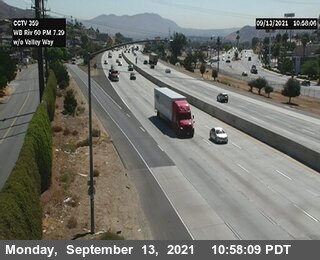 CCTV 359
WB Riv 60 PM 7.29
w/o Valley Way
09/13/2021 10:58:06
Monday, September 13, 2021 10:58:09 PDT